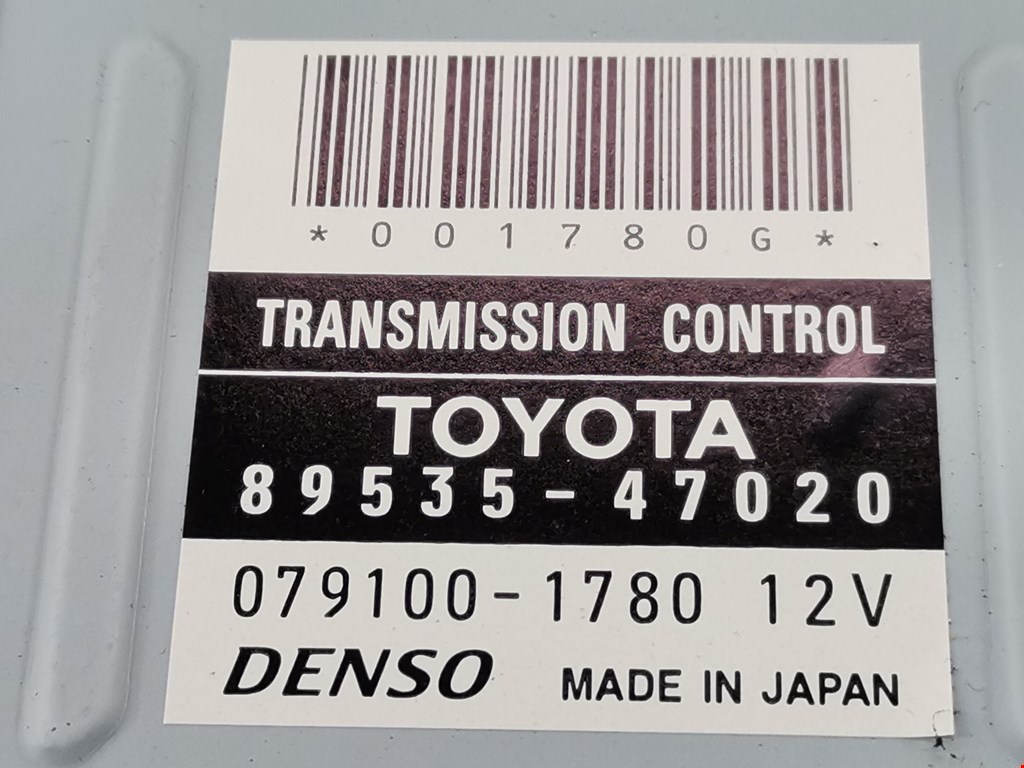 *001780G*
TRANSMISSION CONTROL
TOYOTA
89535-47020
079100-1780 12V
DENSO MADE IN JAPAN